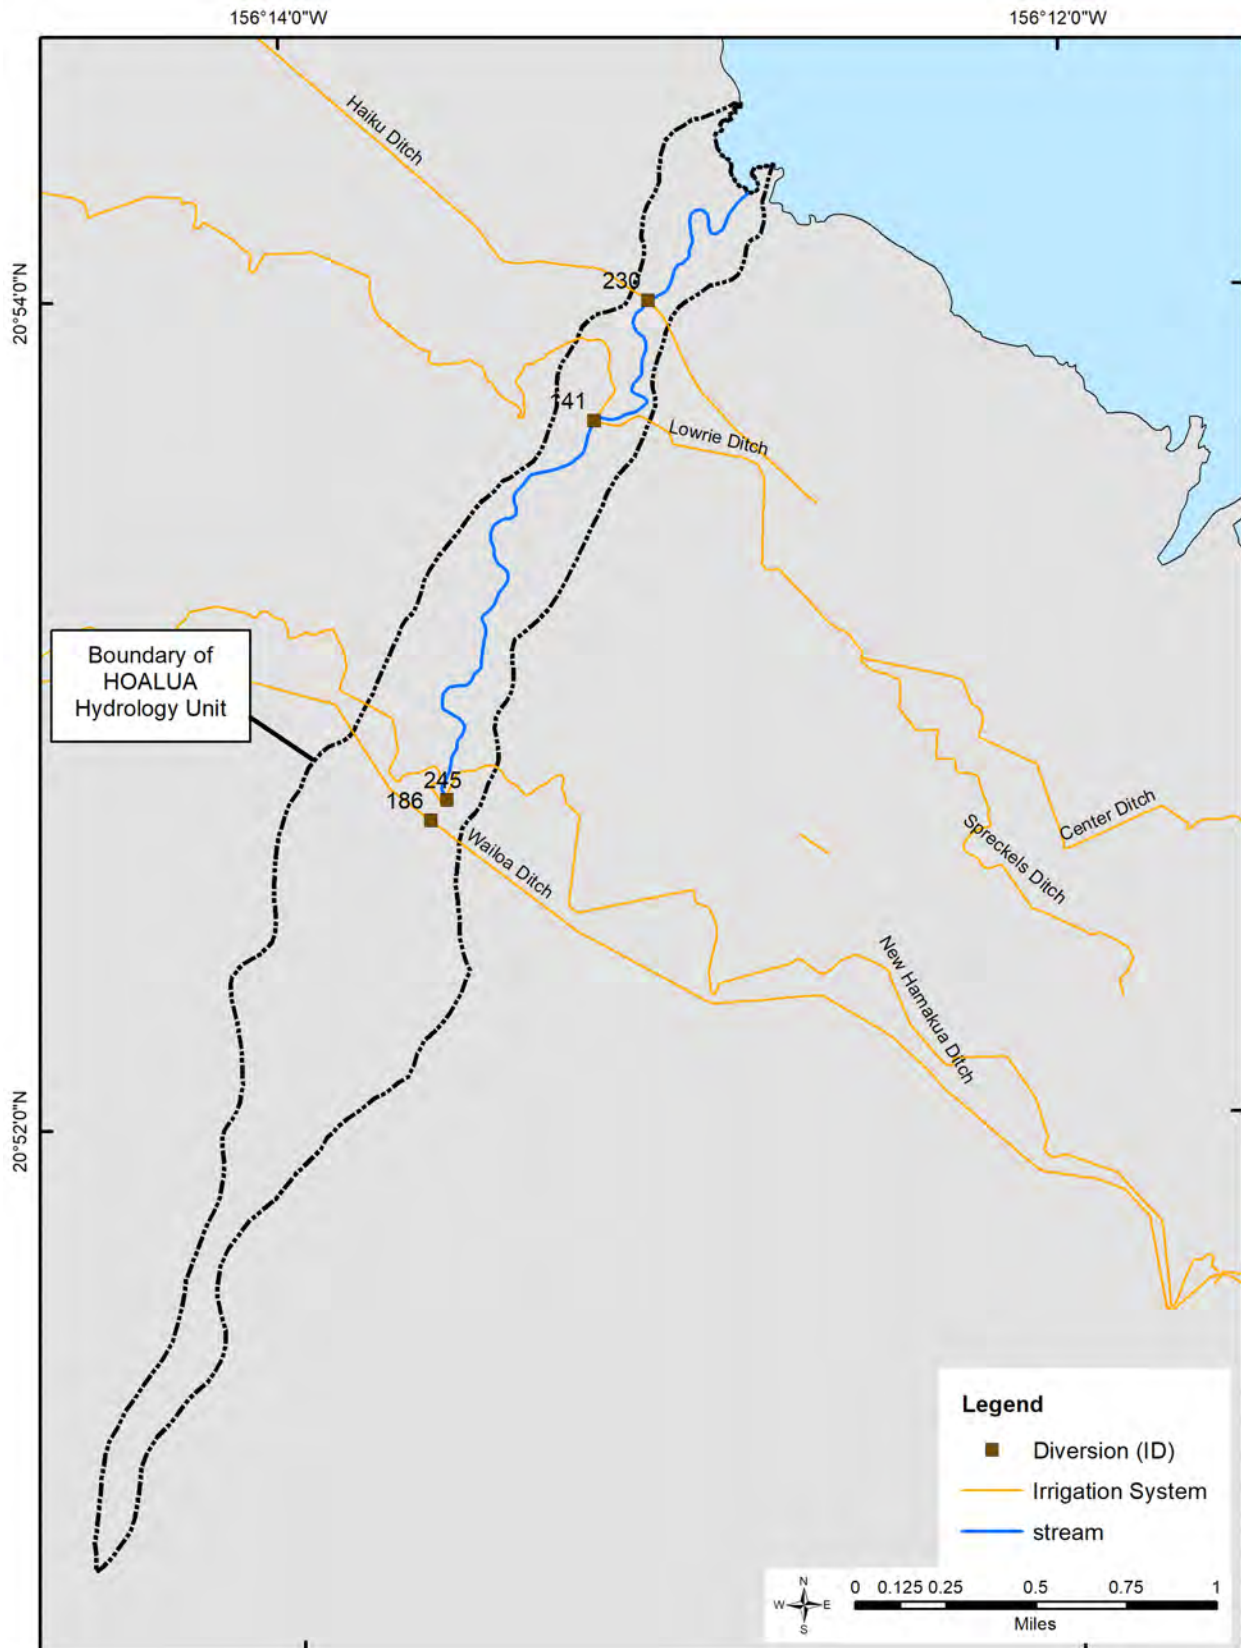 156°14'0"W
156°12'0"W
Haiku Ditch
20°54'0"N
230
Lowrie Ditch
Boundary of
HOALUA
Hydrology Unit
245
186
Wailoa Ditch
Center Ditch
Spreckels Ditch
New Hamakua Ditch
20°52'0"N
Legend
Diversion (ID)
Irrigation System
stream
N
W
E
S
0 0.125 0.25 0.5 0.75 1
Miles